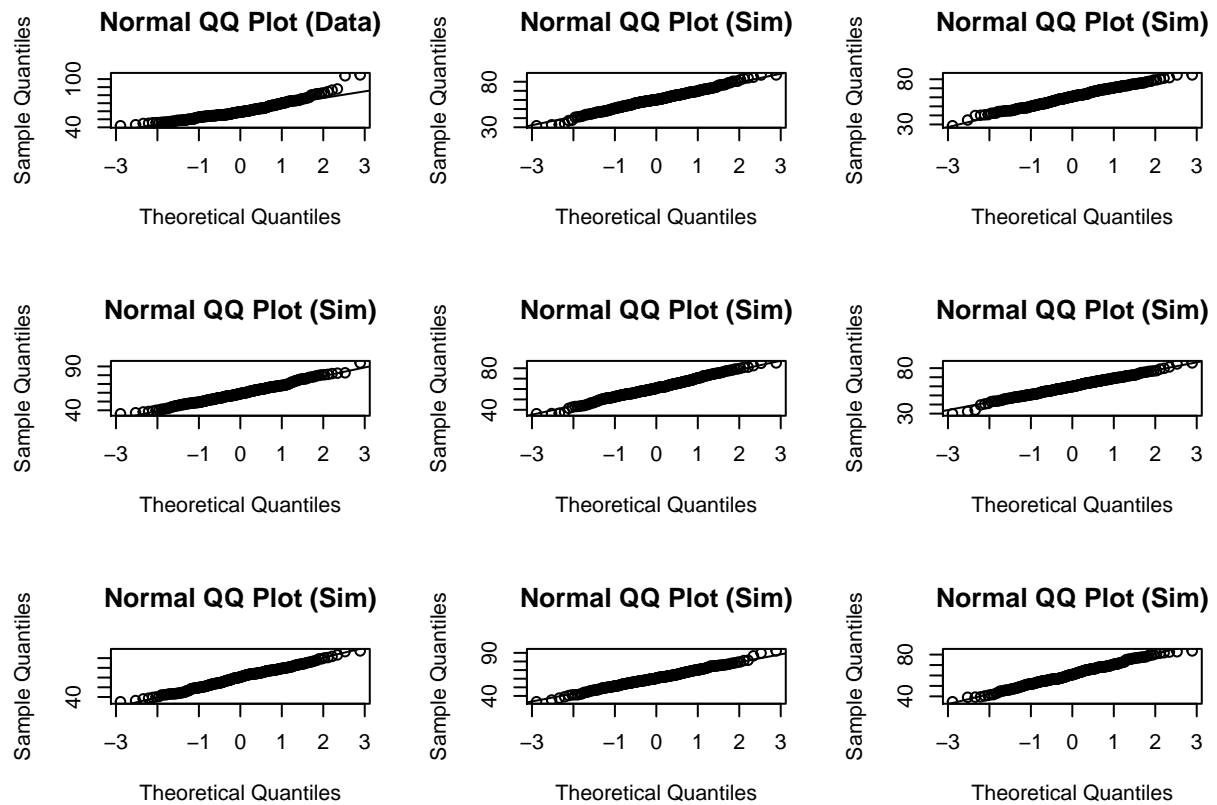 Normal QQ Plot (Data)
Sample Quantiles
40 100
−3 −1 0 1 2 3
Theoretical Quantiles
Normal QQ Plot (Sim)
Sample Quantiles
30 80
−3 −1 0 1 2 3
Theoretical Quantiles
Normal QQ Plot (Sim)
Sample Quantiles
30 80
−3 −1 0 1 2 3
Theoretical Quantiles
Normal QQ Plot (Sim)
Sample Quantiles
40 90
−3 −1 0 1 2 3
Theoretical Quantiles
Normal QQ Plot (Sim)
Sample Quantiles
40 80
−3 −1 0 1 2 3
Theoretical Quantiles
Normal QQ Plot (Sim)
Sample Quantiles
30 80
−3 −1 0 1 2 3
Theoretical Quantiles
Normal QQ Plot (Sim)
Sample Quantiles
40
−3 −1 0 1 2 3
Theoretical Quantiles
Normal QQ Plot (Sim)
Sample Quantiles
40 90
−3 −1 0 1 2 3
Theoretical Quantiles
Normal QQ Plot (Sim)
Sample Quantiles
40 80
−3 −1 0 1 2 3
Theoretical Quantiles